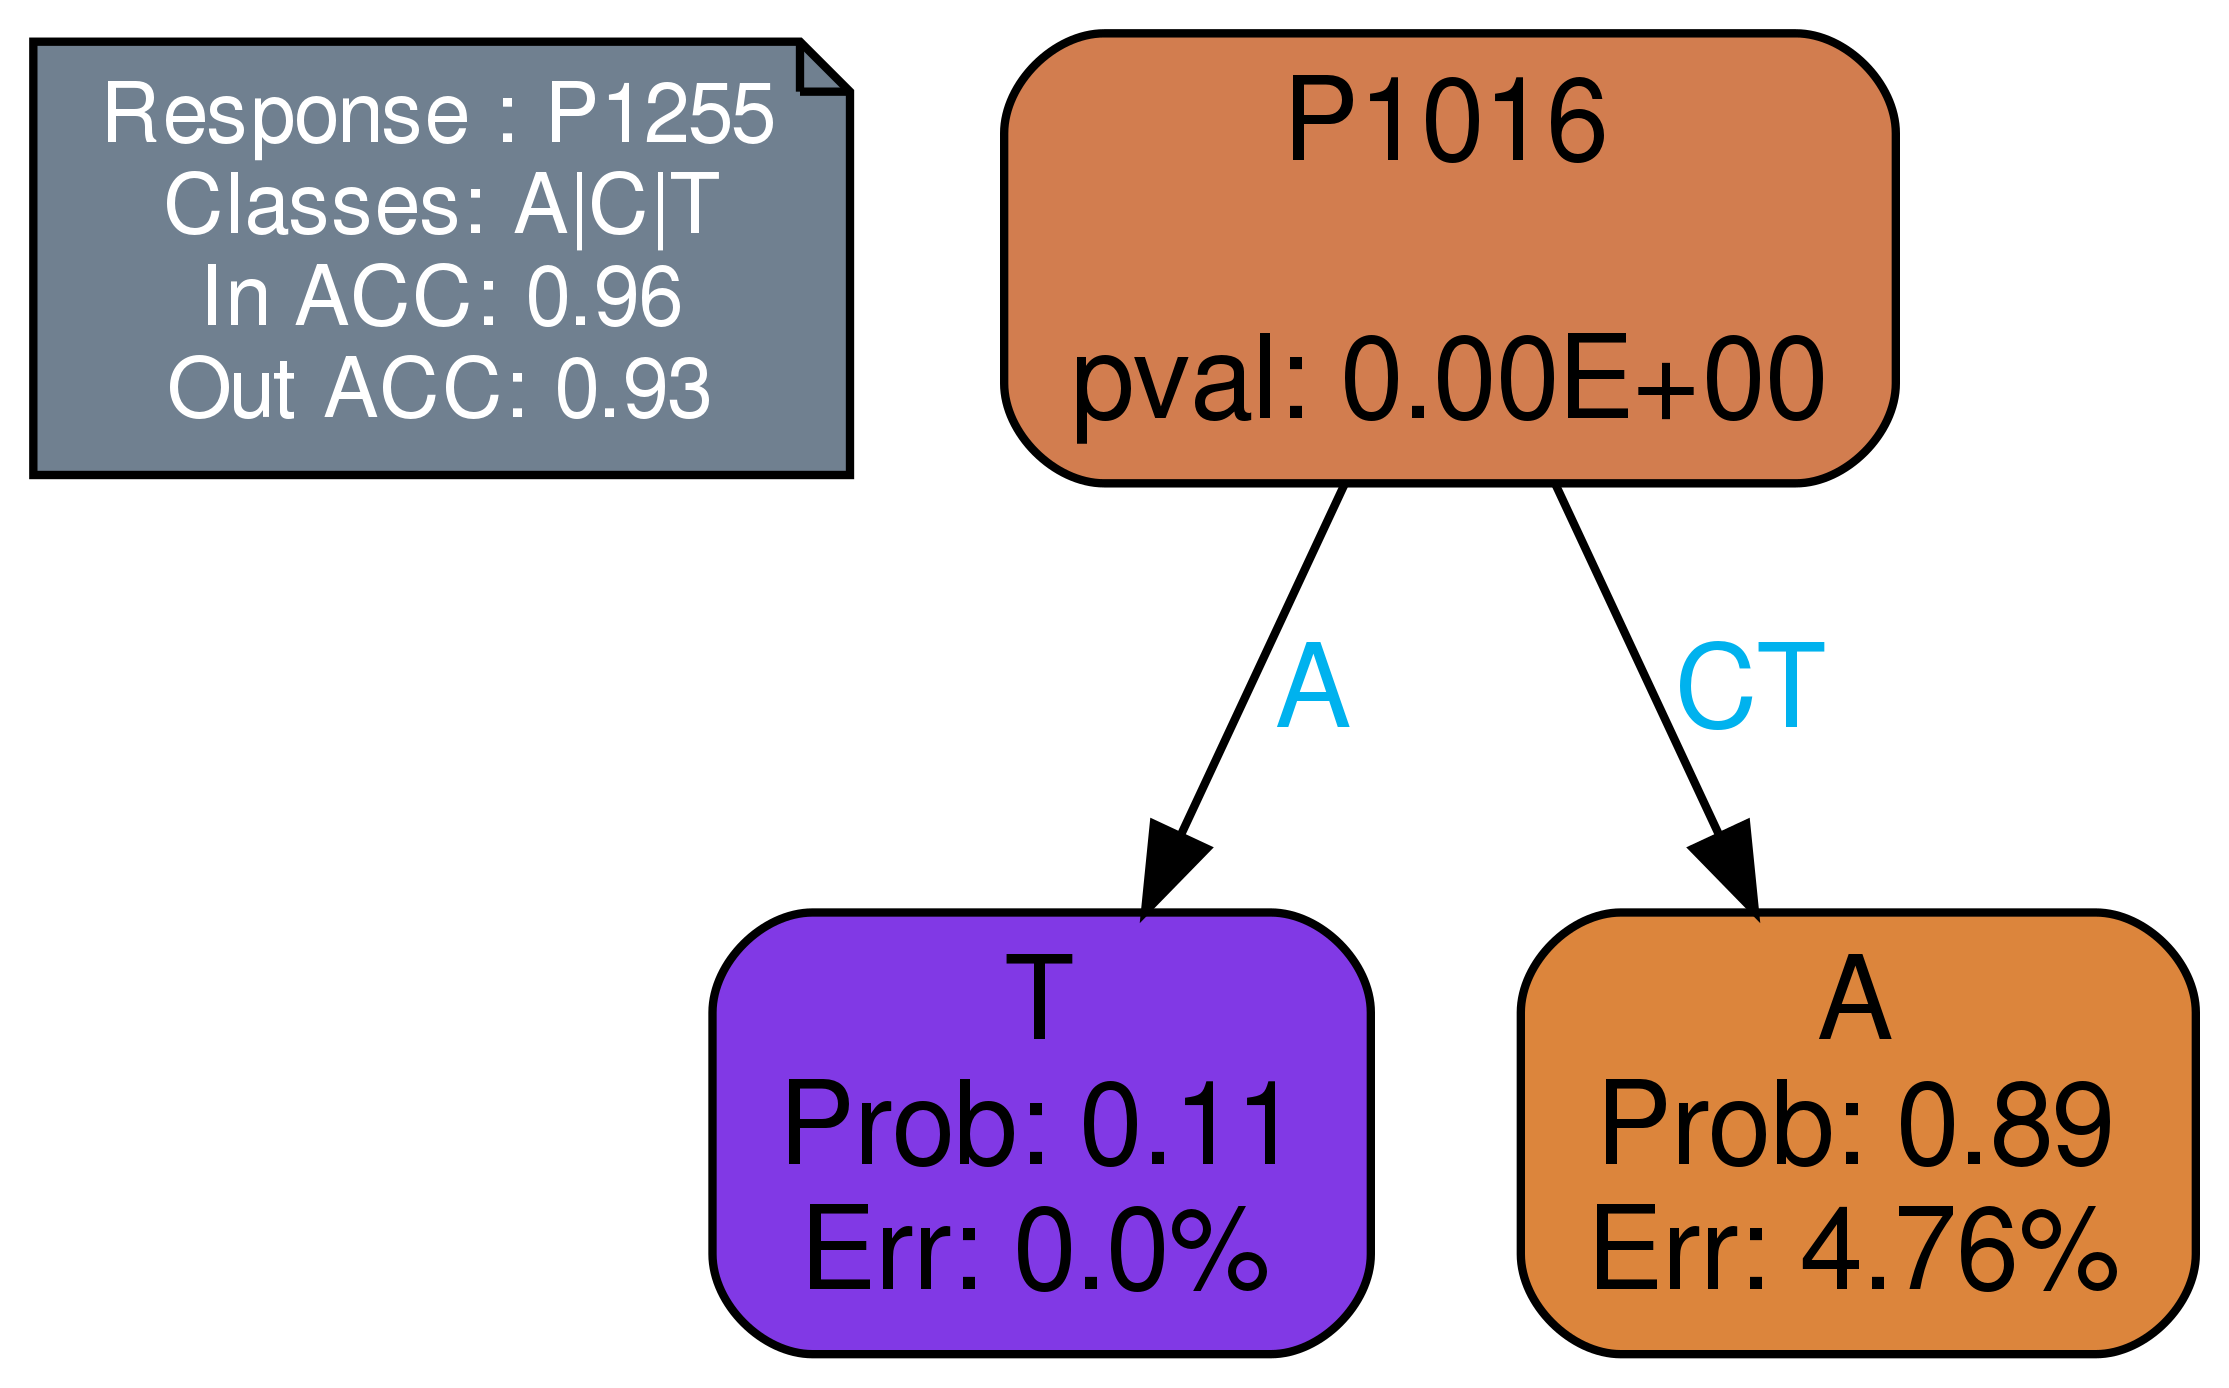 Response : P1255
Classes: A|C|T
In ACC: 0.96
Out ACC: 0.93
P1016
pval: 0.00E+00
A
CT
T
Prob: 0.11
Err: 0.0%
A
Prob: 0.89
Err: 4.76%